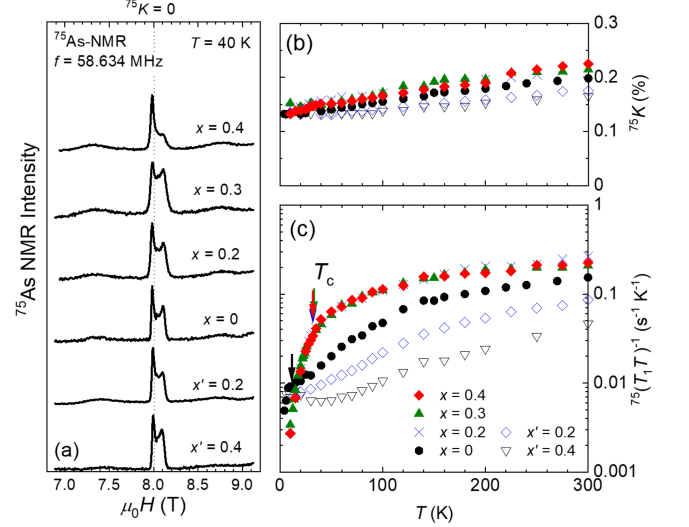 ⁷⁵K = 0
⁷⁵As-NMR
T = 40 K
f = 58.634 MHz
x = 0.4
x = 0.3
x = 0.2
x = 0
x' = 0.2
x' = 0.4
(a)
⁷⁵As NMR Intensity
7.0 7.5 8.0 8.5 9.0
μ₀H (T)
(b)
0.3
0.2
0.1
0
⁷⁵K (%)
(c)
Tc
1
0.1
0.01
0.001
⁷⁵(T₁T)⁻¹ (s⁻¹ K⁻¹)
x = 0.4
x = 0.3
x = 0.2
x' = 0.2
x = 0
x' = 0.4
0 100 200 300
T (K)